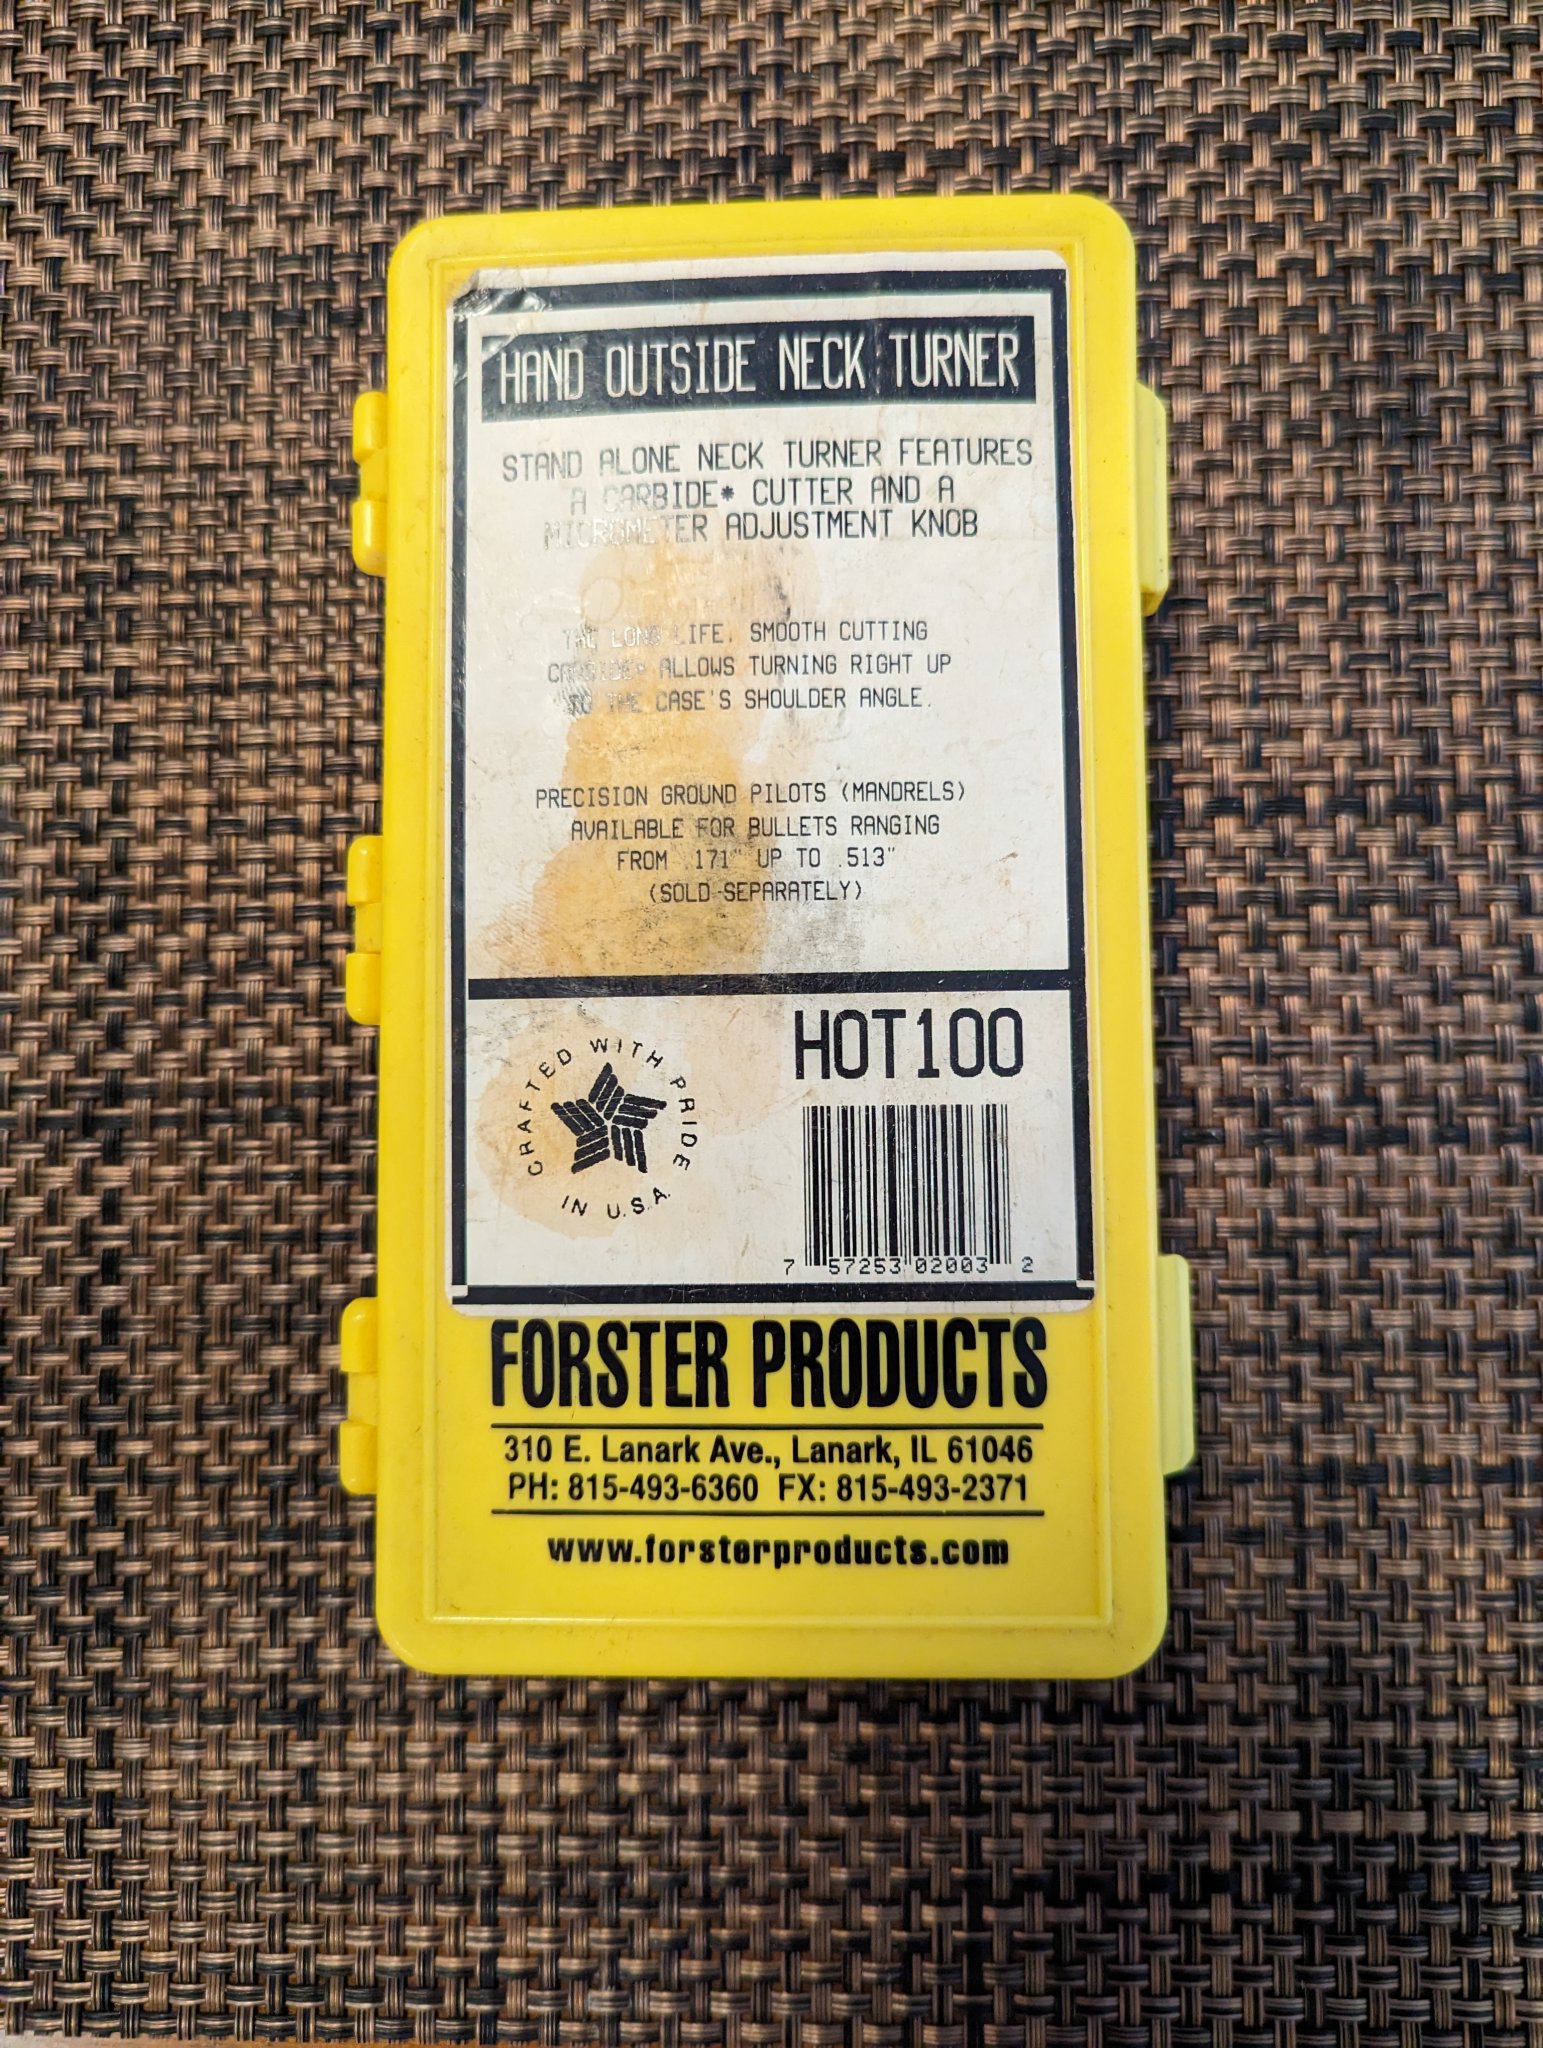 HAND OUTSIDE NECK TURNER
STAND ALONE NECK TURNER FEATURES
A CARBIDE* CUTTER AND A
MICROMETER ADJUSTMENT KNOB
THE LONG LIFE, SMOOTH CUTTING
CARBIDE* ALLOWS TURNING RIGHT UP
TO THE CASE'S SHOULDER ANGLE.
PRECISION GROUND PILOTS (MANDRELS)
AVAILABLE FOR BULLETS RANGING
FROM .171" UP TO .513"
(SOLD SEPARATELY)
HOT100
CRAFTED WITH PRIDE
IN U.S.A.
7 57253 02003 2
FORSTER PRODUCTS
310 E. Lanark Ave., Lanark, IL 61046
PH: 815-493-6360 FX: 815-493-2371
www.forsterproducts.com